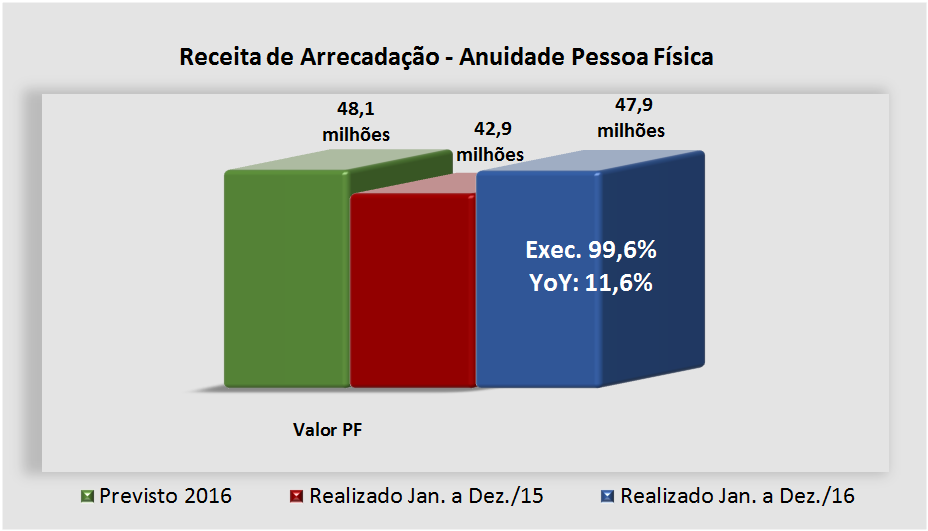 Receita de Arrecadação - Anuidade Pessoa Física
48,1
milhões
42,9
milhões
47,9
milhões
Exec. 99,6%
YoY: 11,6%
Valor PF
Previsto 2016
Realizado Jan. a Dez./15
Realizado Jan. a Dez./16